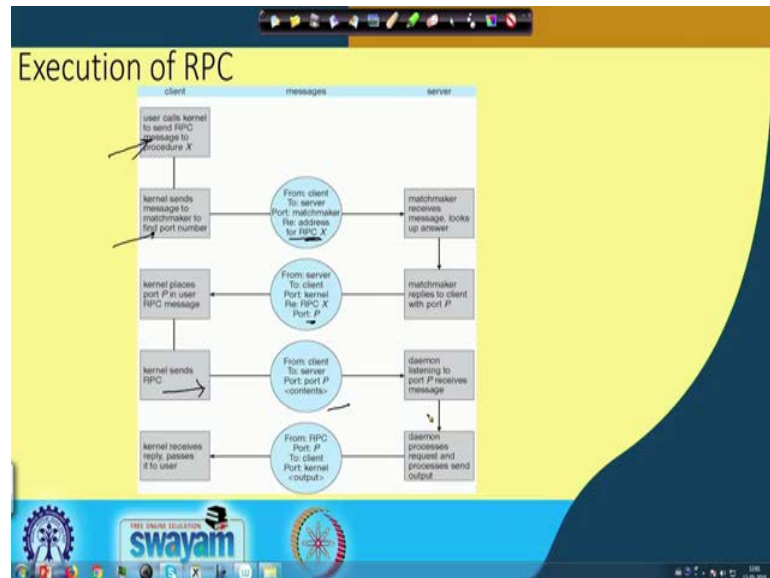 Execution of RPC
client
messages
server
user calls kernel
to send RPC
message to
procedure X
kernel sends
message to
matchmaker to
find port number
From: client
To: server
Port: matchmaker
Re: address
for RPC X
matchmaker
receives
message, looks
up answer
kernel places
port P in user
RPC message
From: server
To: client
Port: kernel
Re: RPC X
Port: P
matchmaker
replies to client
with port P
kernel sends
RPC
From: client
To: server
Port: port P
<contents>
daemon
listening to
port P receives
message
kernel receives
reply, passes
it to user
From: RPC
Port: P
To: client
Port: kernel
<output>
daemon
processes
request and
processes send
output
FREE ONLINE EDUCATION
swayam